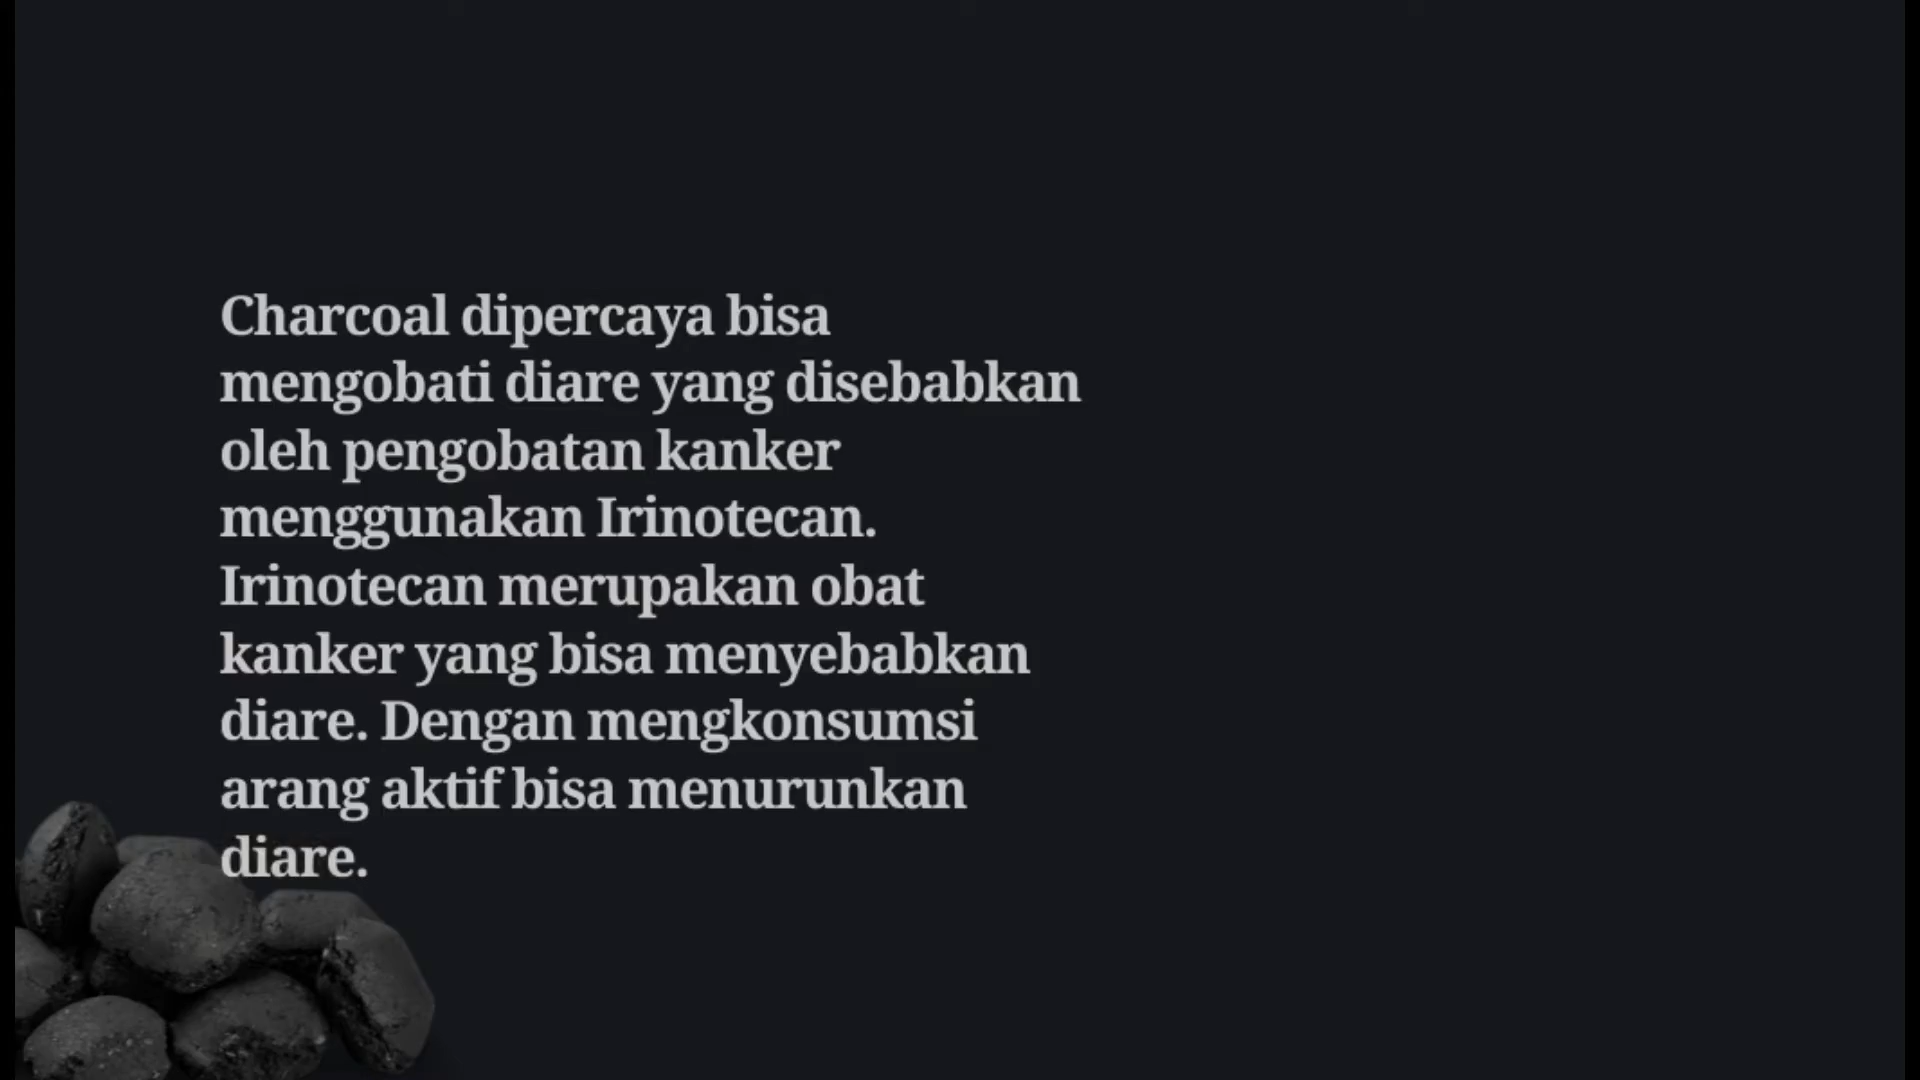 Charcoal dipercaya bisa
mengobati diare yang disebabkan
oleh pengobatan kanker
menggunakan Irinotecan.
Irinotecan merupakan obat
kanker yang bisa menyebabkan
diare. Dengan mengkonsumsi
arang aktif bisa menurunkan
diare.